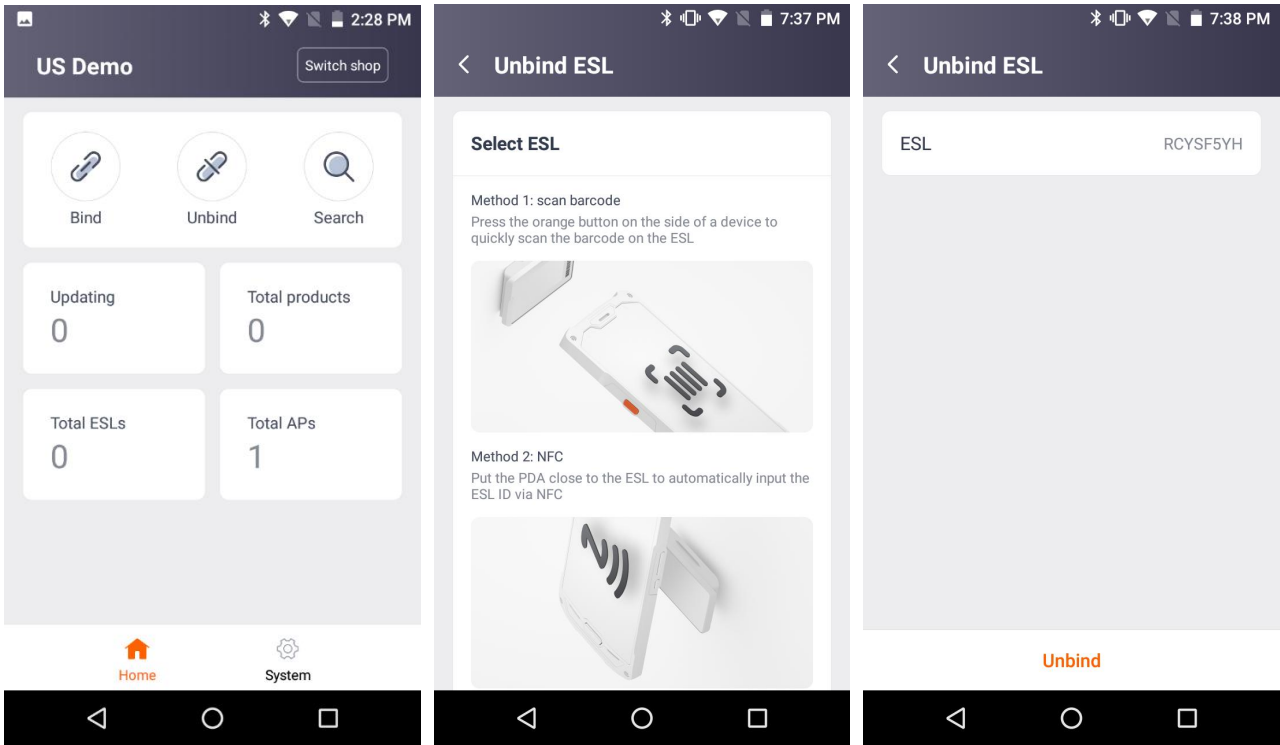 2:28 PM
US Demo
Switch shop
Bind
Unbind
Search
Updating
0
Total products
0
Total ESLs
0
Total APs
1
Home
System
7:37 PM
Unbind ESL
Select ESL
Method 1: scan barcode
Press the orange button on the side of a device to
quickly scan the barcode on the ESL
Method 2: NFC
Put the PDA close to the ESL to automatically input the
ESL ID via NFC
7:38 PM
Unbind ESL
ESL
RCYSF5YH
Unbind